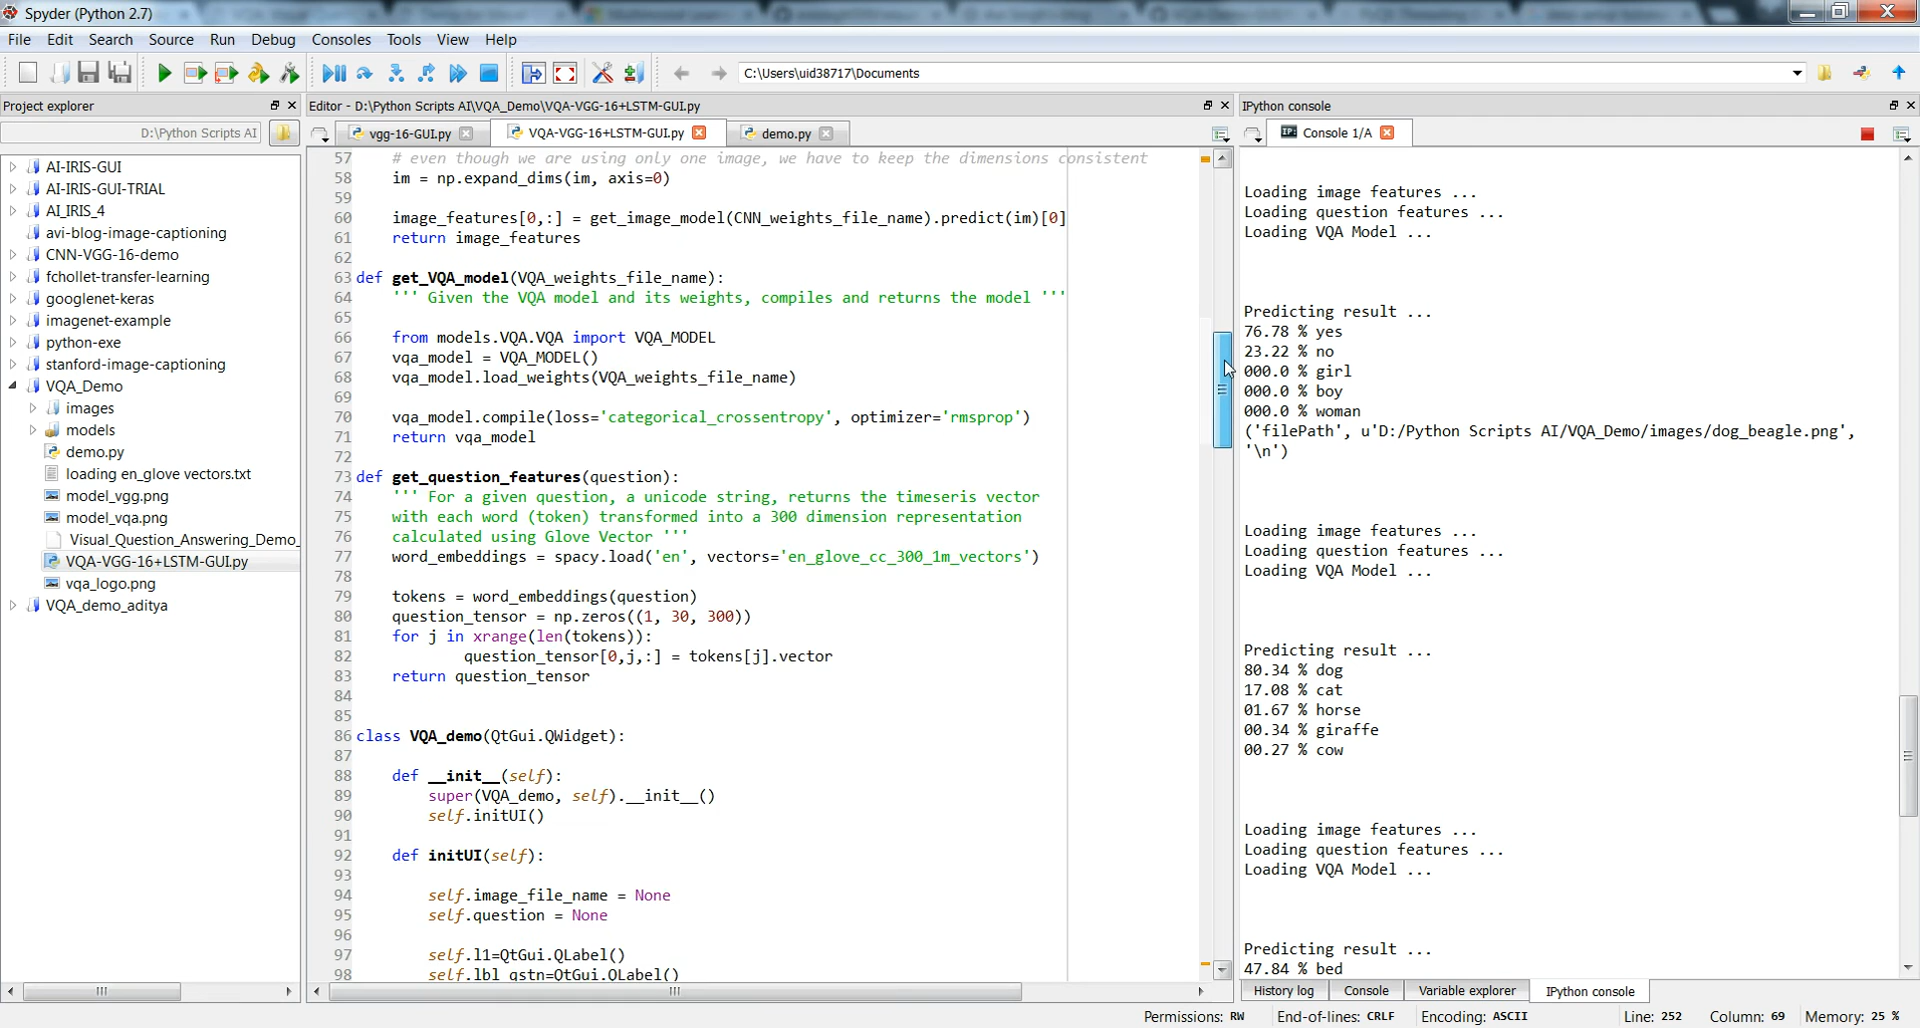 Spyder (Python 2.7)
File Edit Search Source Run Debug Consoles Tools View Help
C:\Users\uid38717\Documents
Project explorer
D:\Python Scripts AI
AI-IRIS-GUI
AI-IRIS-GUI-TRIAL
AI_IRIS_4
avi-blog-image-captioning
CNN-VGG-16-demo
fchollet-transfer-learning
googlenet-keras
imagenet-example
python-exe
stanford-image-captioning
VQA_Demo
images
models
demo.py
loading en_glove vectors.txt
model_vgg.png
model_vqa.png
Visual_Question_Answering_Demo_
VQA-VGG-16+LSTM-GUI.py
vqa_logo.png
VQA_demo_aditya
Editor - D:\Python Scripts AI\VQA_Demo\VQA-VGG-16+LSTM-GUI.py
vgg-16-GUI.py VQA-VGG-16+LSTM-GUI.py demo.py
57 # even though we are using only one image, we have to keep the dimensions consistent
58 im = np.expand_dims(im, axis=0)
59
60 image_features[0,:] = get_image_model(CNN_weights_file_name).predict(im)[0]
61 return image_features
62
63 def get_VQA_model(VQA_weights_file_name):
64 ''' Given the VQA model and its weights, compiles and returns the model '''
65
66 from models.VQA.VQA import VQA_MODEL
67 vqa_model = VQA_MODEL()
68 vqa_model.load_weights(VQA_weights_file_name)
69
70 vqa_model.compile(loss='categorical_crossentropy', optimizer='rmsprop')
71 return vqa_model
72
73 def get_question_features(question):
74 ''' For a given question, a unicode string, returns the timeseris vector
75 with each word (token) transformed into a 300 dimension representation
76 calculated using Glove Vector '''
77 word_embeddings = spacy.load('en', vectors='en_glove_cc_300_1m_vectors')
78
79 tokens = word_embeddings(question)
80 question_tensor = np.zeros((1, 30, 300))
81 for j in xrange(len(tokens)):
82 question_tensor[0,j,:] = tokens[j].vector
83 return question_tensor
84
85
86 class VQA_demo(QtGui.QWidget):
87
88 def __init__(self):
89 super(VQA_demo, self).__init__()
90 self.initUI()
91
92 def initUI(self):
93
94 self.image_file_name = None
95 self.question = None
96
97 self.l1=QtGui.QLabel()
98 self.lbl_qstn=QtGui.QLabel()
IPython console
IP: Console 1/A
Loading image features ...
Loading question features ...
Loading VQA Model ...
Predicting result ...
76.78 % yes
23.22 % no
000.0 % girl
000.0 % boy
000.0 % woman
('filePath', u'D:/Python Scripts AI/VQA_Demo/images/dog_beagle.png',
'\n')
Loading image features ...
Loading question features ...
Loading VQA Model ...
Predicting result ...
80.34 % dog
17.08 % cat
01.67 % horse
00.34 % giraffe
00.27 % cow
Loading image features ...
Loading question features ...
Loading VQA Model ...
Predicting result ...
47.84 % bed
History log Console Variable explorer IPython console
Permissions: RW End-of-lines: CRLF Encoding: ASCII Line: 252 Column: 69 Memory: 25 %